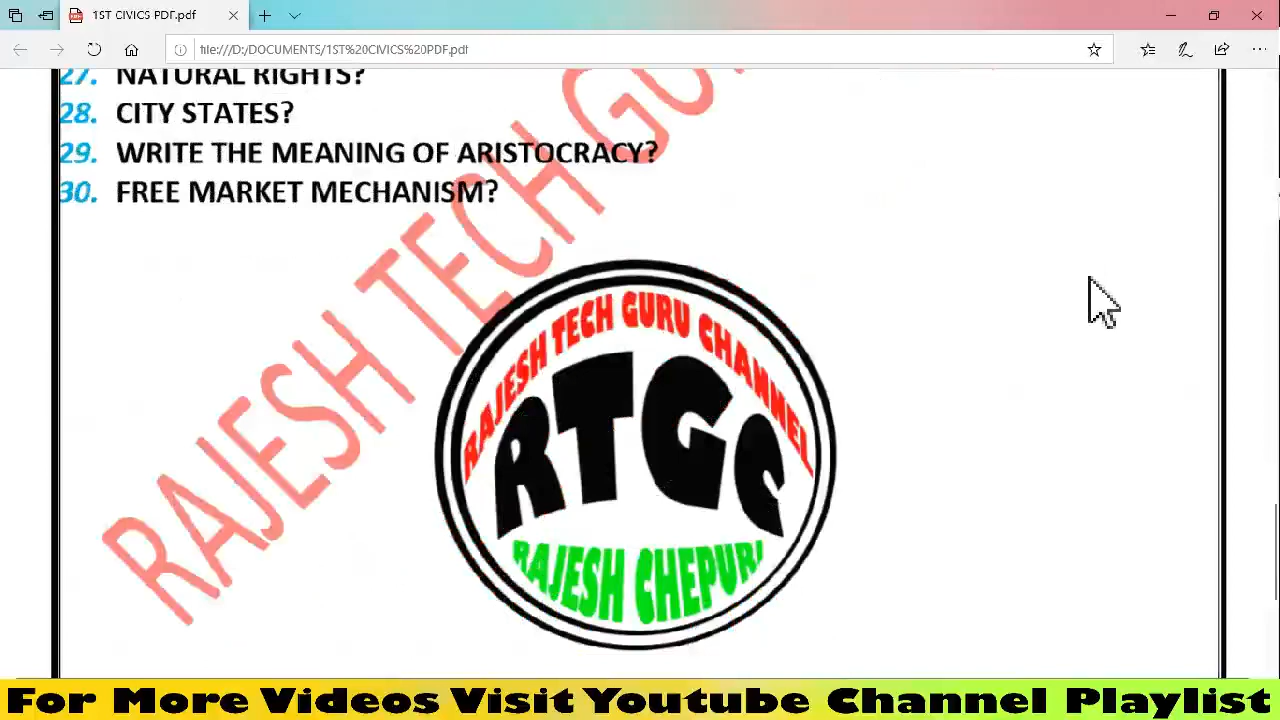 1ST CIVICS PDF.pdf
file:///D:/DOCUMENTS/1ST%20CIVICS%20PDF.pdf
27. NATURAL RIGHTS?
28. CITY STATES?
29. WRITE THE MEANING OF ARISTOCRACY?
30. FREE MARKET MECHANISM?
RAJESH TECH GU
RAJESH TECH GURU CHANNEL
RTGC
RAJESH CHEPURI
For More Videos Visit Youtube Channel Playlist